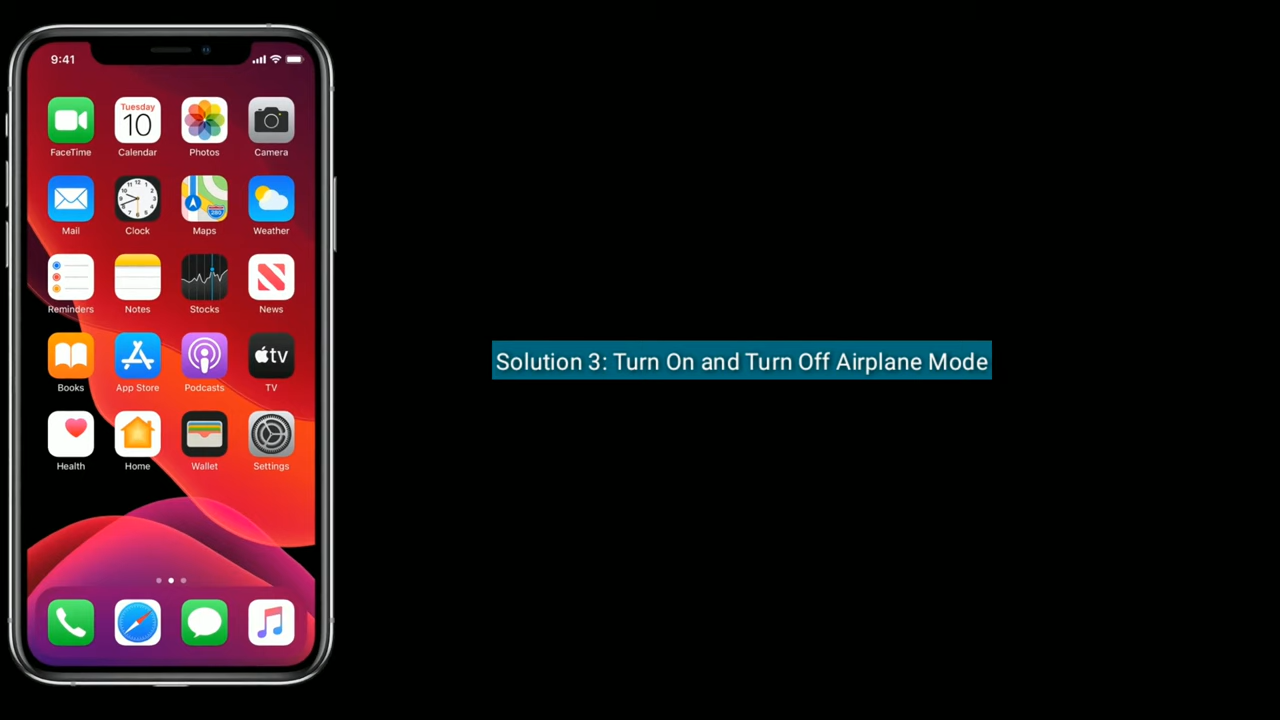 9:41
Tuesday
10
FaceTime Calendar Photos Camera
Mail Clock Maps Weather
Reminders Notes Stocks News
tv
Books App Store Podcasts TV
Health Home Wallet Settings
Solution 3: Turn On and Turn Off Airplane Mode